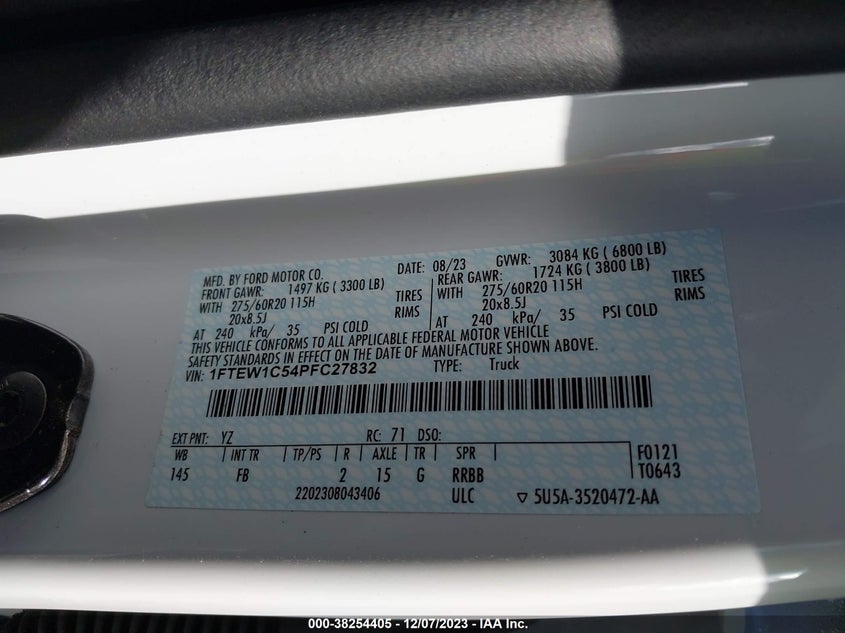 MFD. BY FORD MOTOR CO. DATE: 08/23 GVWR: 3084 KG ( 6800 LB)
FRONT GAWR: 1497 KG ( 3300 LB) REAR GAWR: 1724 KG ( 3800 LB)
WITH 275/60R20 115H TIRES WITH 275/60R20 115H TIRES
20x8.5J RIMS 20x8.5J RIMS
AT 240 kPa/ 35 PSI COLD AT 240 kPa/ 35 PSI COLD
THIS VEHICLE CONFORMS TO ALL APPLICABLE FEDERAL MOTOR VEHICLE
SAFETY STANDARDS IN EFFECT ON THE DATE OF MANUFACTURE SHOWN ABOVE.
VIN: 1FTEW1C54PFC27832 TYPE: Truck
EXT PNT: YZ RC: 71 DSO:
WB INT TR TP/PS R AXLE TR SPR F0121
145 FB 2 15 G RRBB T0643
2202308043406 ULC ▽ 5U5A-3520472-AA
000-38254405 - 12/07/2023 - IAA Inc.